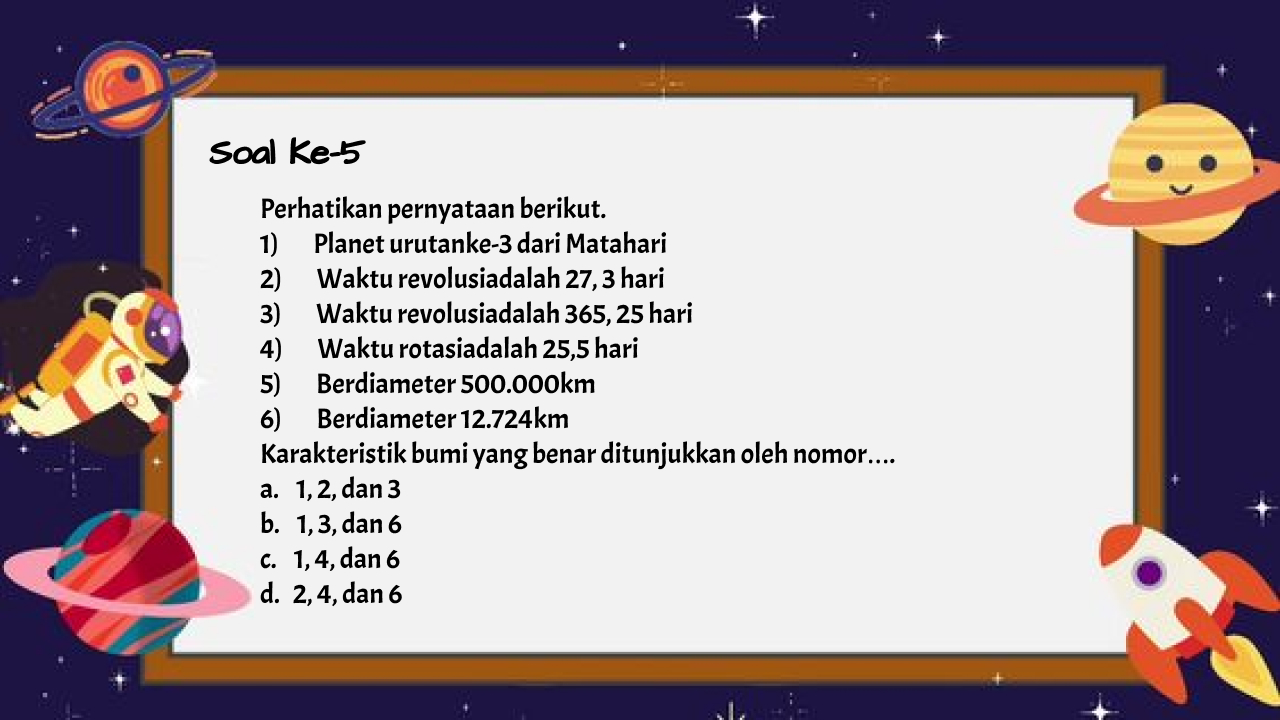 Soal Ke-5
Perhatikan pernyataan berikut.
1) Planet urutanke-3 dari Matahari
2) Waktu revolusiadalah 27, 3 hari
3) Waktu revolusiadalah 365, 25 hari
4) Waktu rotasiadalah 25,5 hari
5) Berdiameter 500.000km
6) Berdiameter 12.724km
Karakteristik bumi yang benar ditunjukkan oleh nomor….
a. 1, 2, dan 3
b. 1, 3, dan 6
c. 1, 4, dan 6
d. 2, 4, dan 6